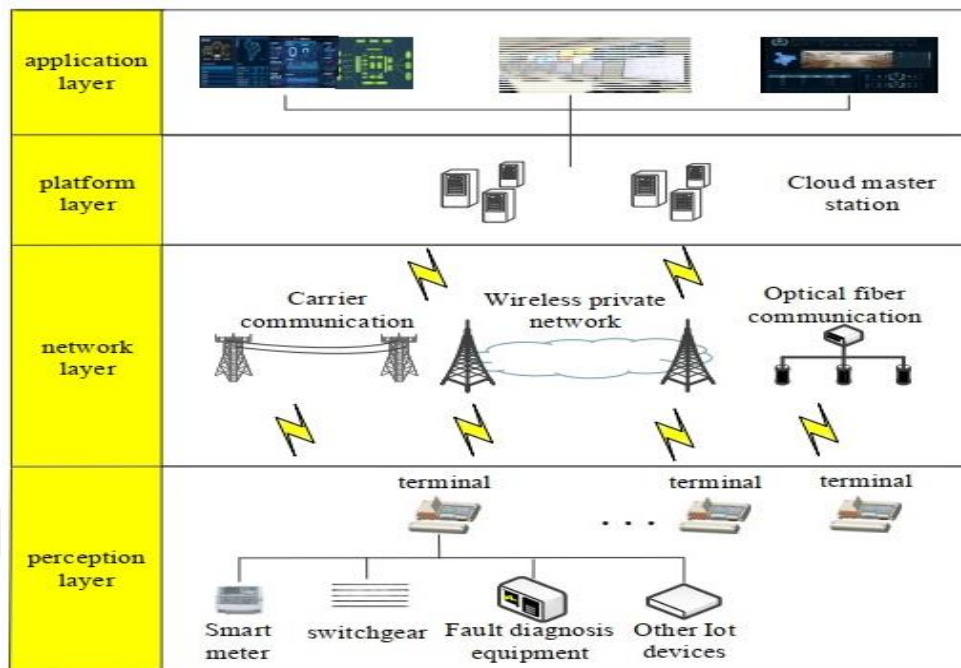 application
layer
platform
layer
Cloud master
station
network
layer
Carrier
communication
Wireless private
network
Optical fiber
communication
perception
layer
terminal
. . .
terminal
terminal
Smart
meter
switchgear
Fault diagnosis
equipment
Other Iot
devices